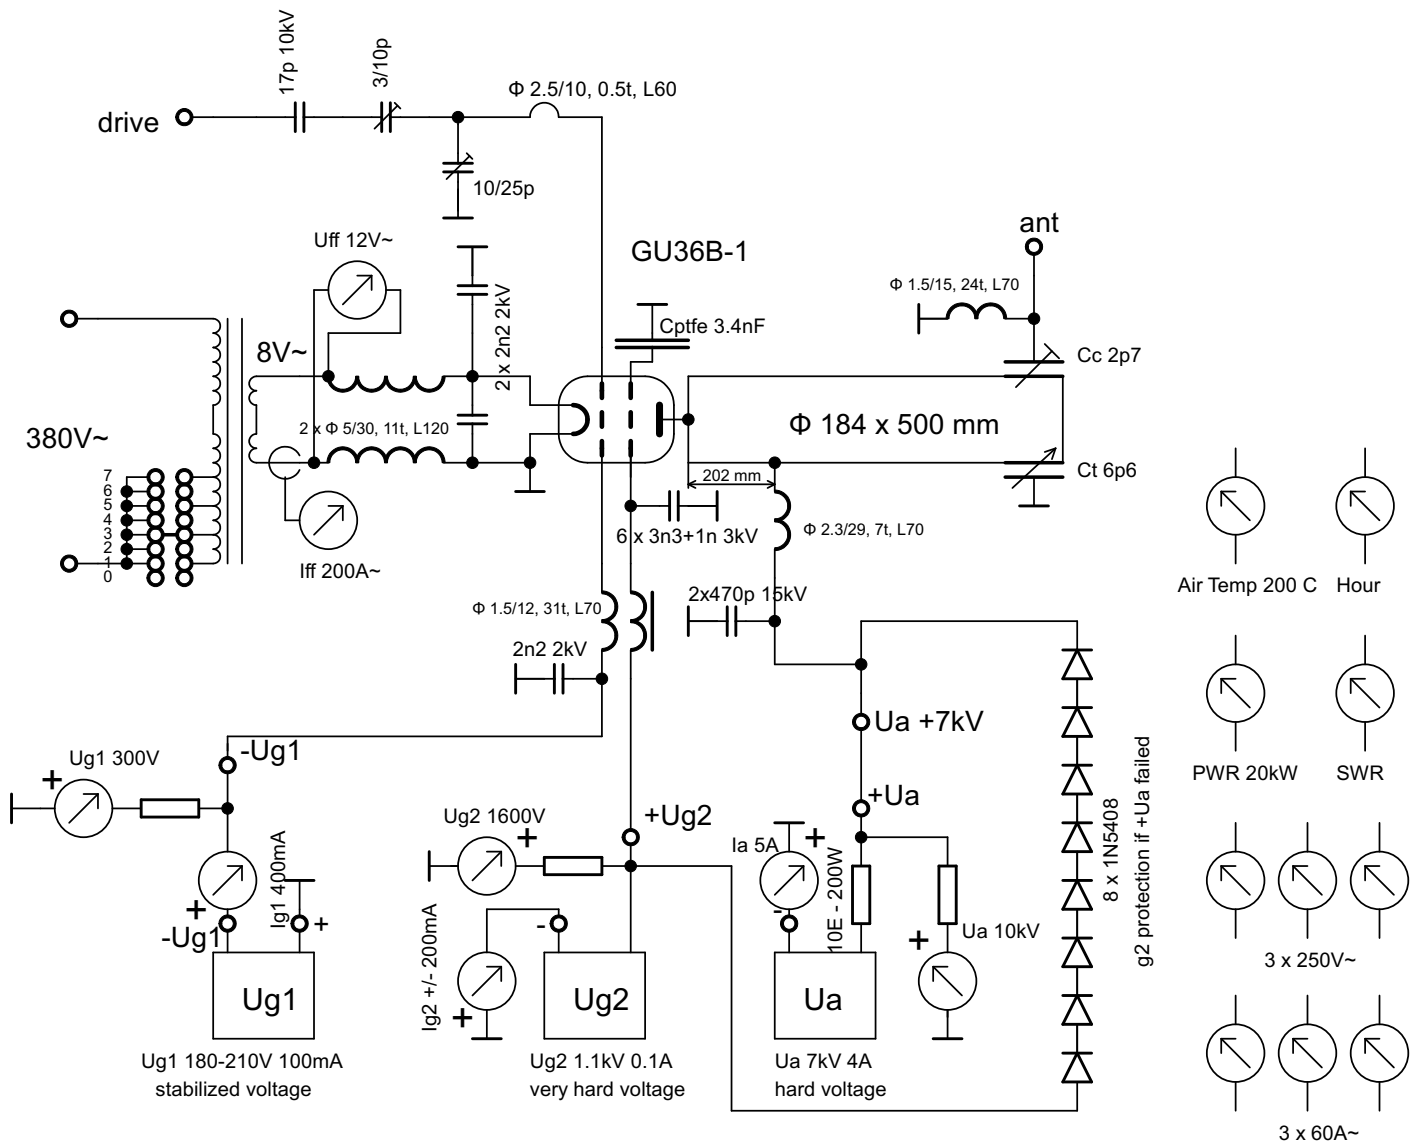 17p 10kV
3/10p
Φ 2.5/10, 0.5t, L60
drive
10/25p
ant
Uff 12V~
GU36B-1
Φ 1.5/15, 24t, L70
2 x 2n2 2kV
Cptfe 3.4nF
8V~
Cc 2p7
380V~
2 x Φ 5/30, 11t, L120
Φ 184 x 500 mm
Ct 6p6
202 mm
7
6
5
4
3
2
1
0
6 x 3n3+1n 3kV
Φ 2.3/29, 7t, L70
Iff 200A~
Air Temp 200 C
Hour
Φ 1.5/12, 31t, L70
2x470p 15kV
2n2 2kV
Ua +7kV
-Ug1
Ug1 300V
+
PWR 20kW
SWR
+Ua
Ug2 1600V
+
+Ug2
Ia 5A
+
8 x 1N5408
g2 protection if +Ua failed
Ig1 400mA
+
-Ug1
+
Ig2 +/- 200mA
-
+
-
10E - 200W
Ua 10kV
+
3 x 250V~
Ug1
Ug2
Ua
Ug1 180-210V 100mA
stabilized voltage
Ug2 1.1kV 0.1A
very hard voltage
Ua 7kV 4A
hard voltage
3 x 60A~